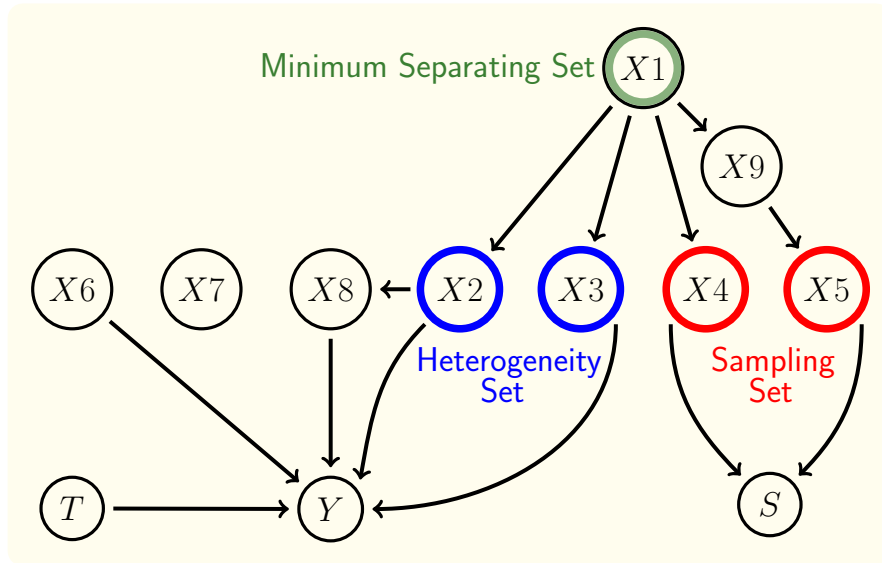 Minimum Separating Set
X1
X9
X6
X7
X8
X2
X3
X4
X5
Heterogeneity
Set
Sampling
Set
T
Y
S